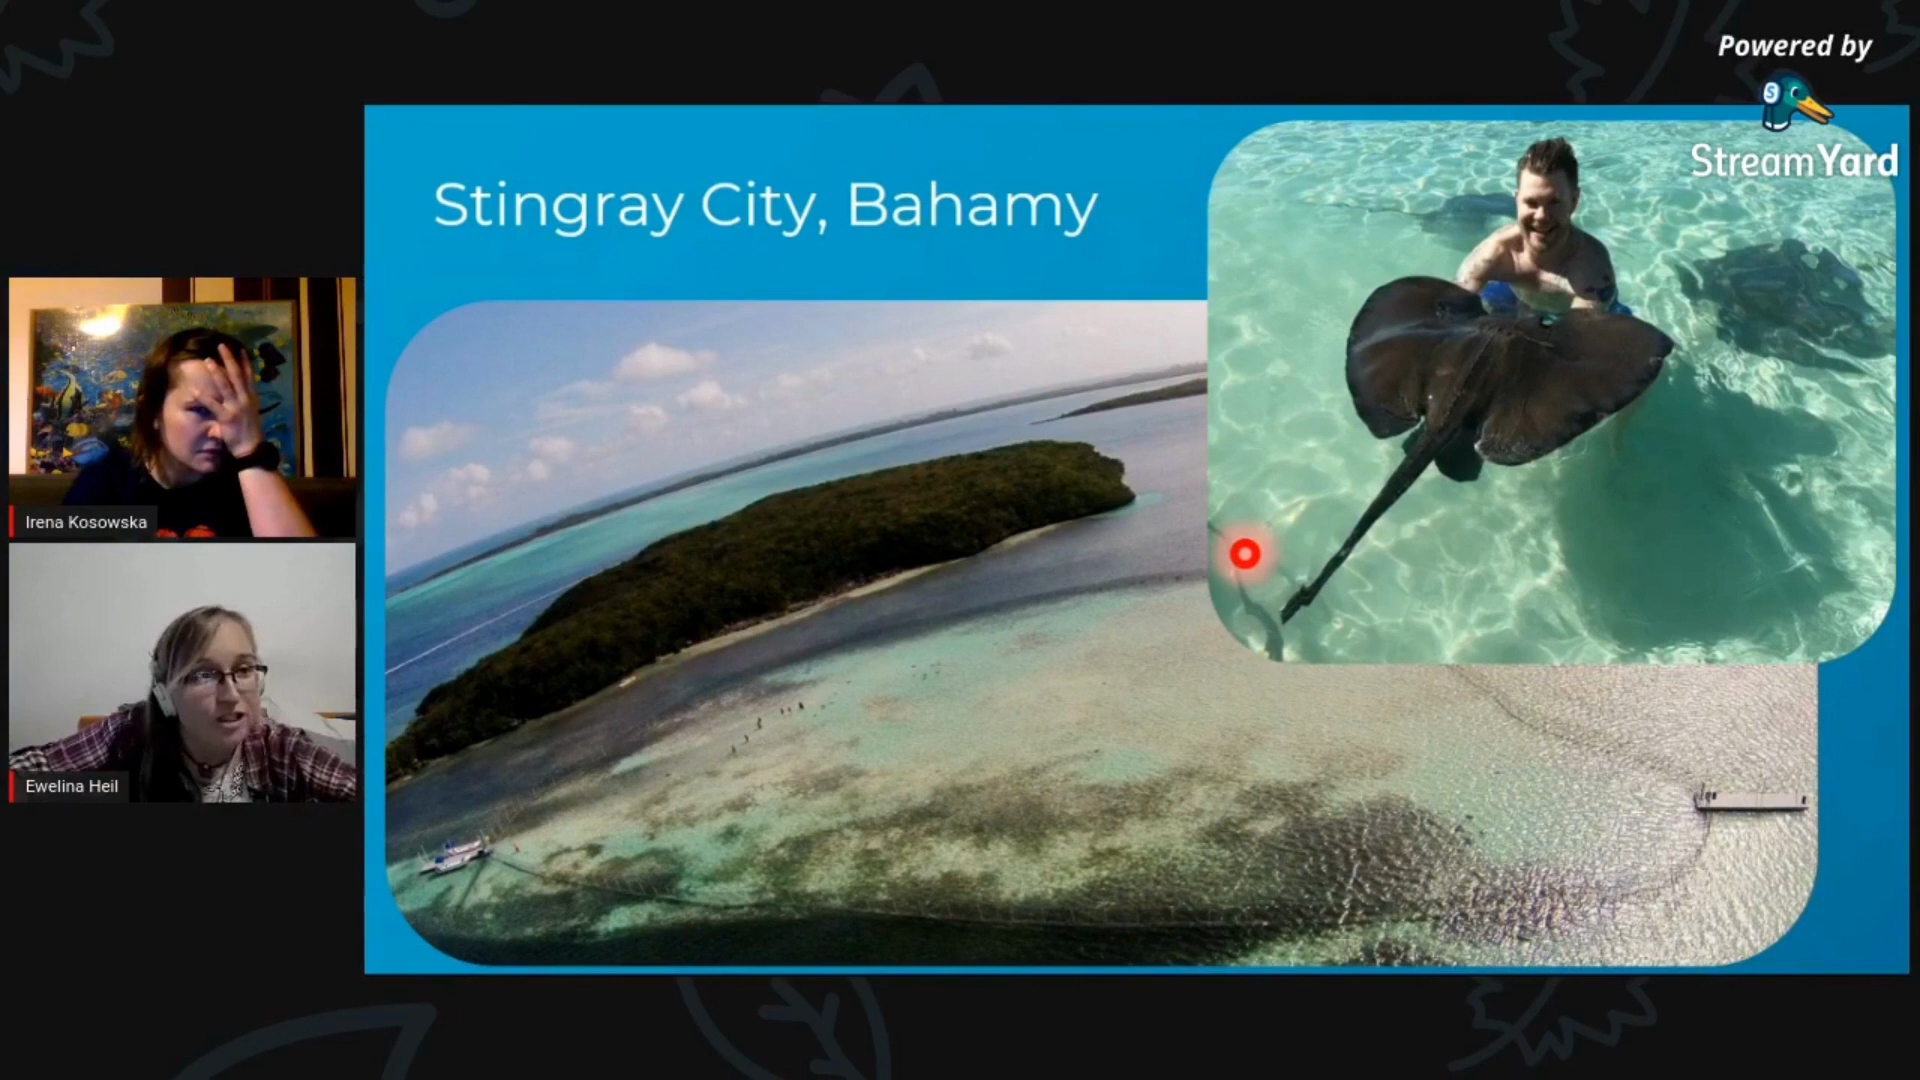 Powered by
StreamYard
Stingray City, Bahamy
Irena Kosowska
Ewelina Heil